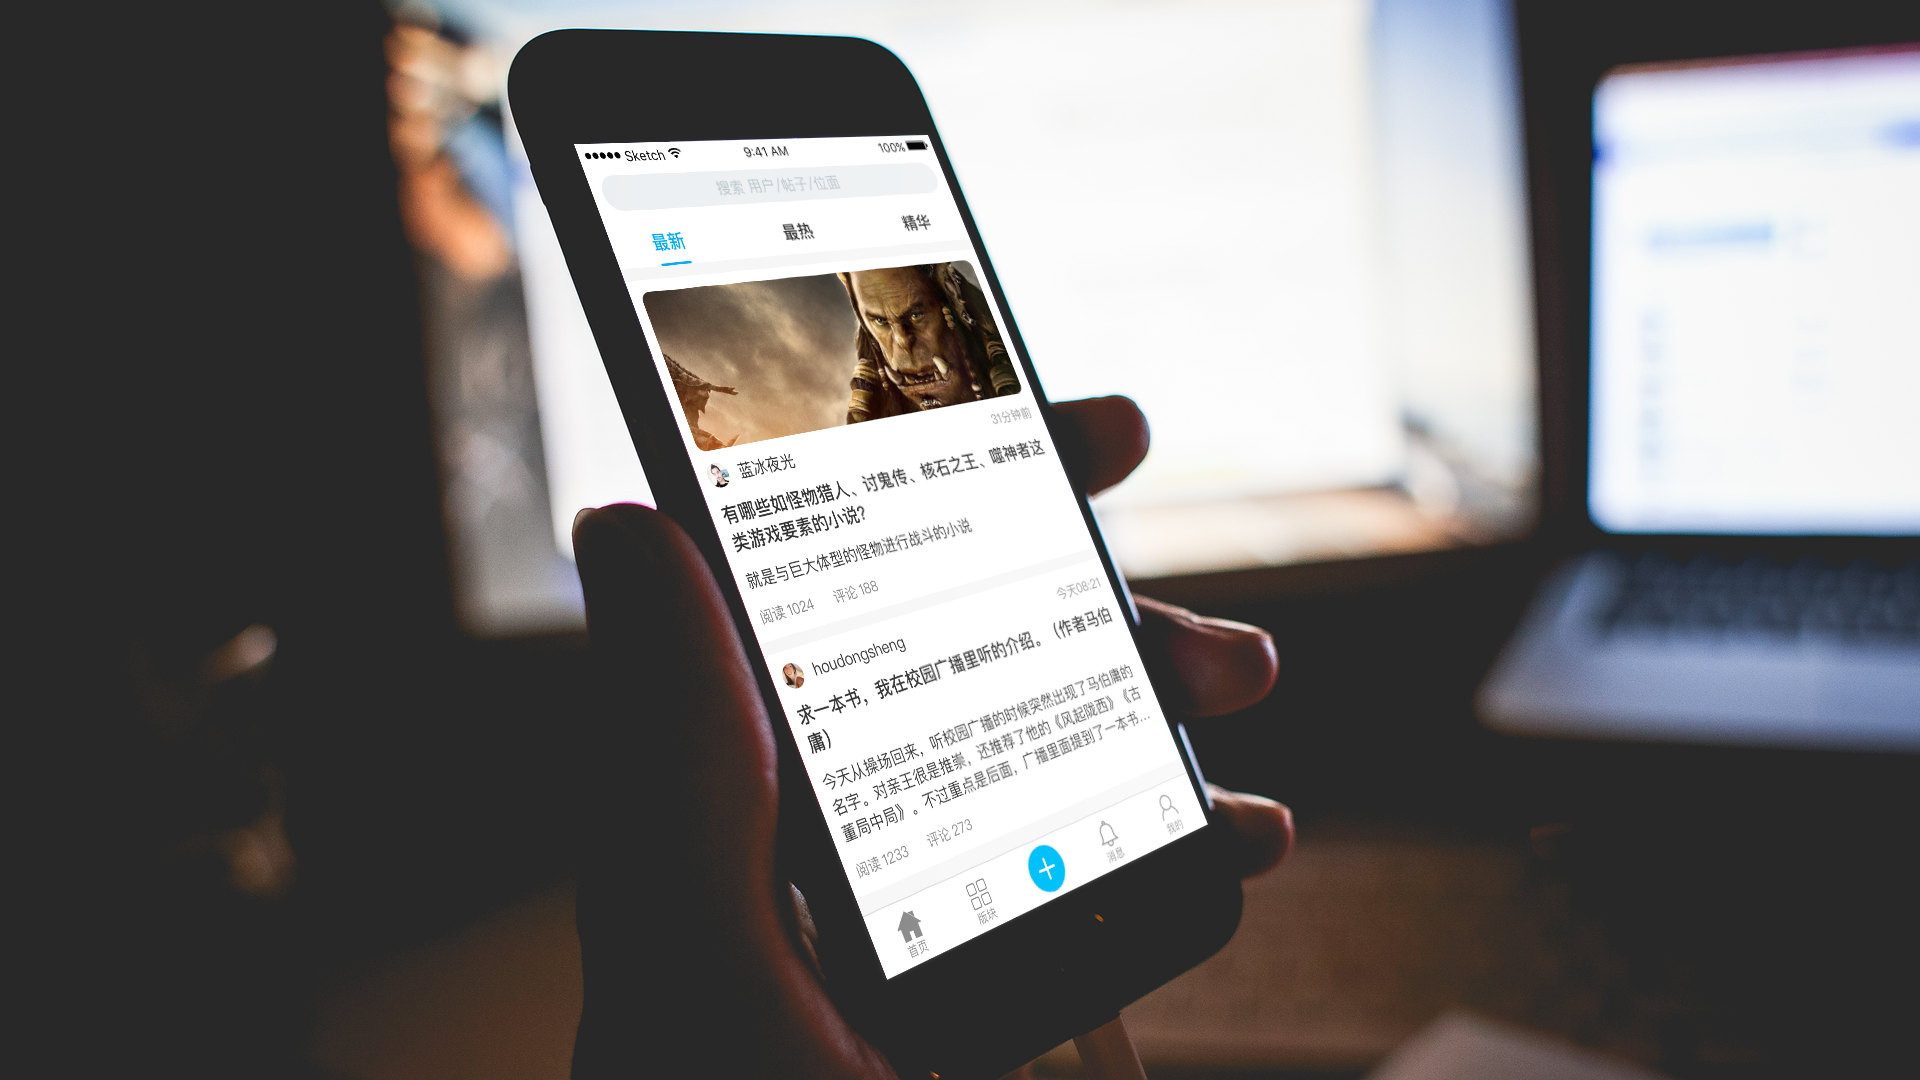 Sketch 9:41 AM 100%
搜索 用户/帖子/位面
最新 最热 精华
31分钟前
蓝冰夜光
有哪些如怪物猎人、讨鬼传、核石之王、噬神者这
类游戏要素的小说?
就是与巨大体型的怪物进行战斗的小说
阅读 1024 评论 188
今天08:21
houdongsheng
求一本书，我在校园广播里听的介绍。（作者马伯
庸）
今天从操场回来，听校园广播的时候突然出现了马伯庸的
名字。对亲王很是推崇，还推荐了他的《风起陇西》《古
董局中局》。不过重点是后面，广播里面提到了一本书...
阅读 1233 评论 273
首页 版块 消息 我的